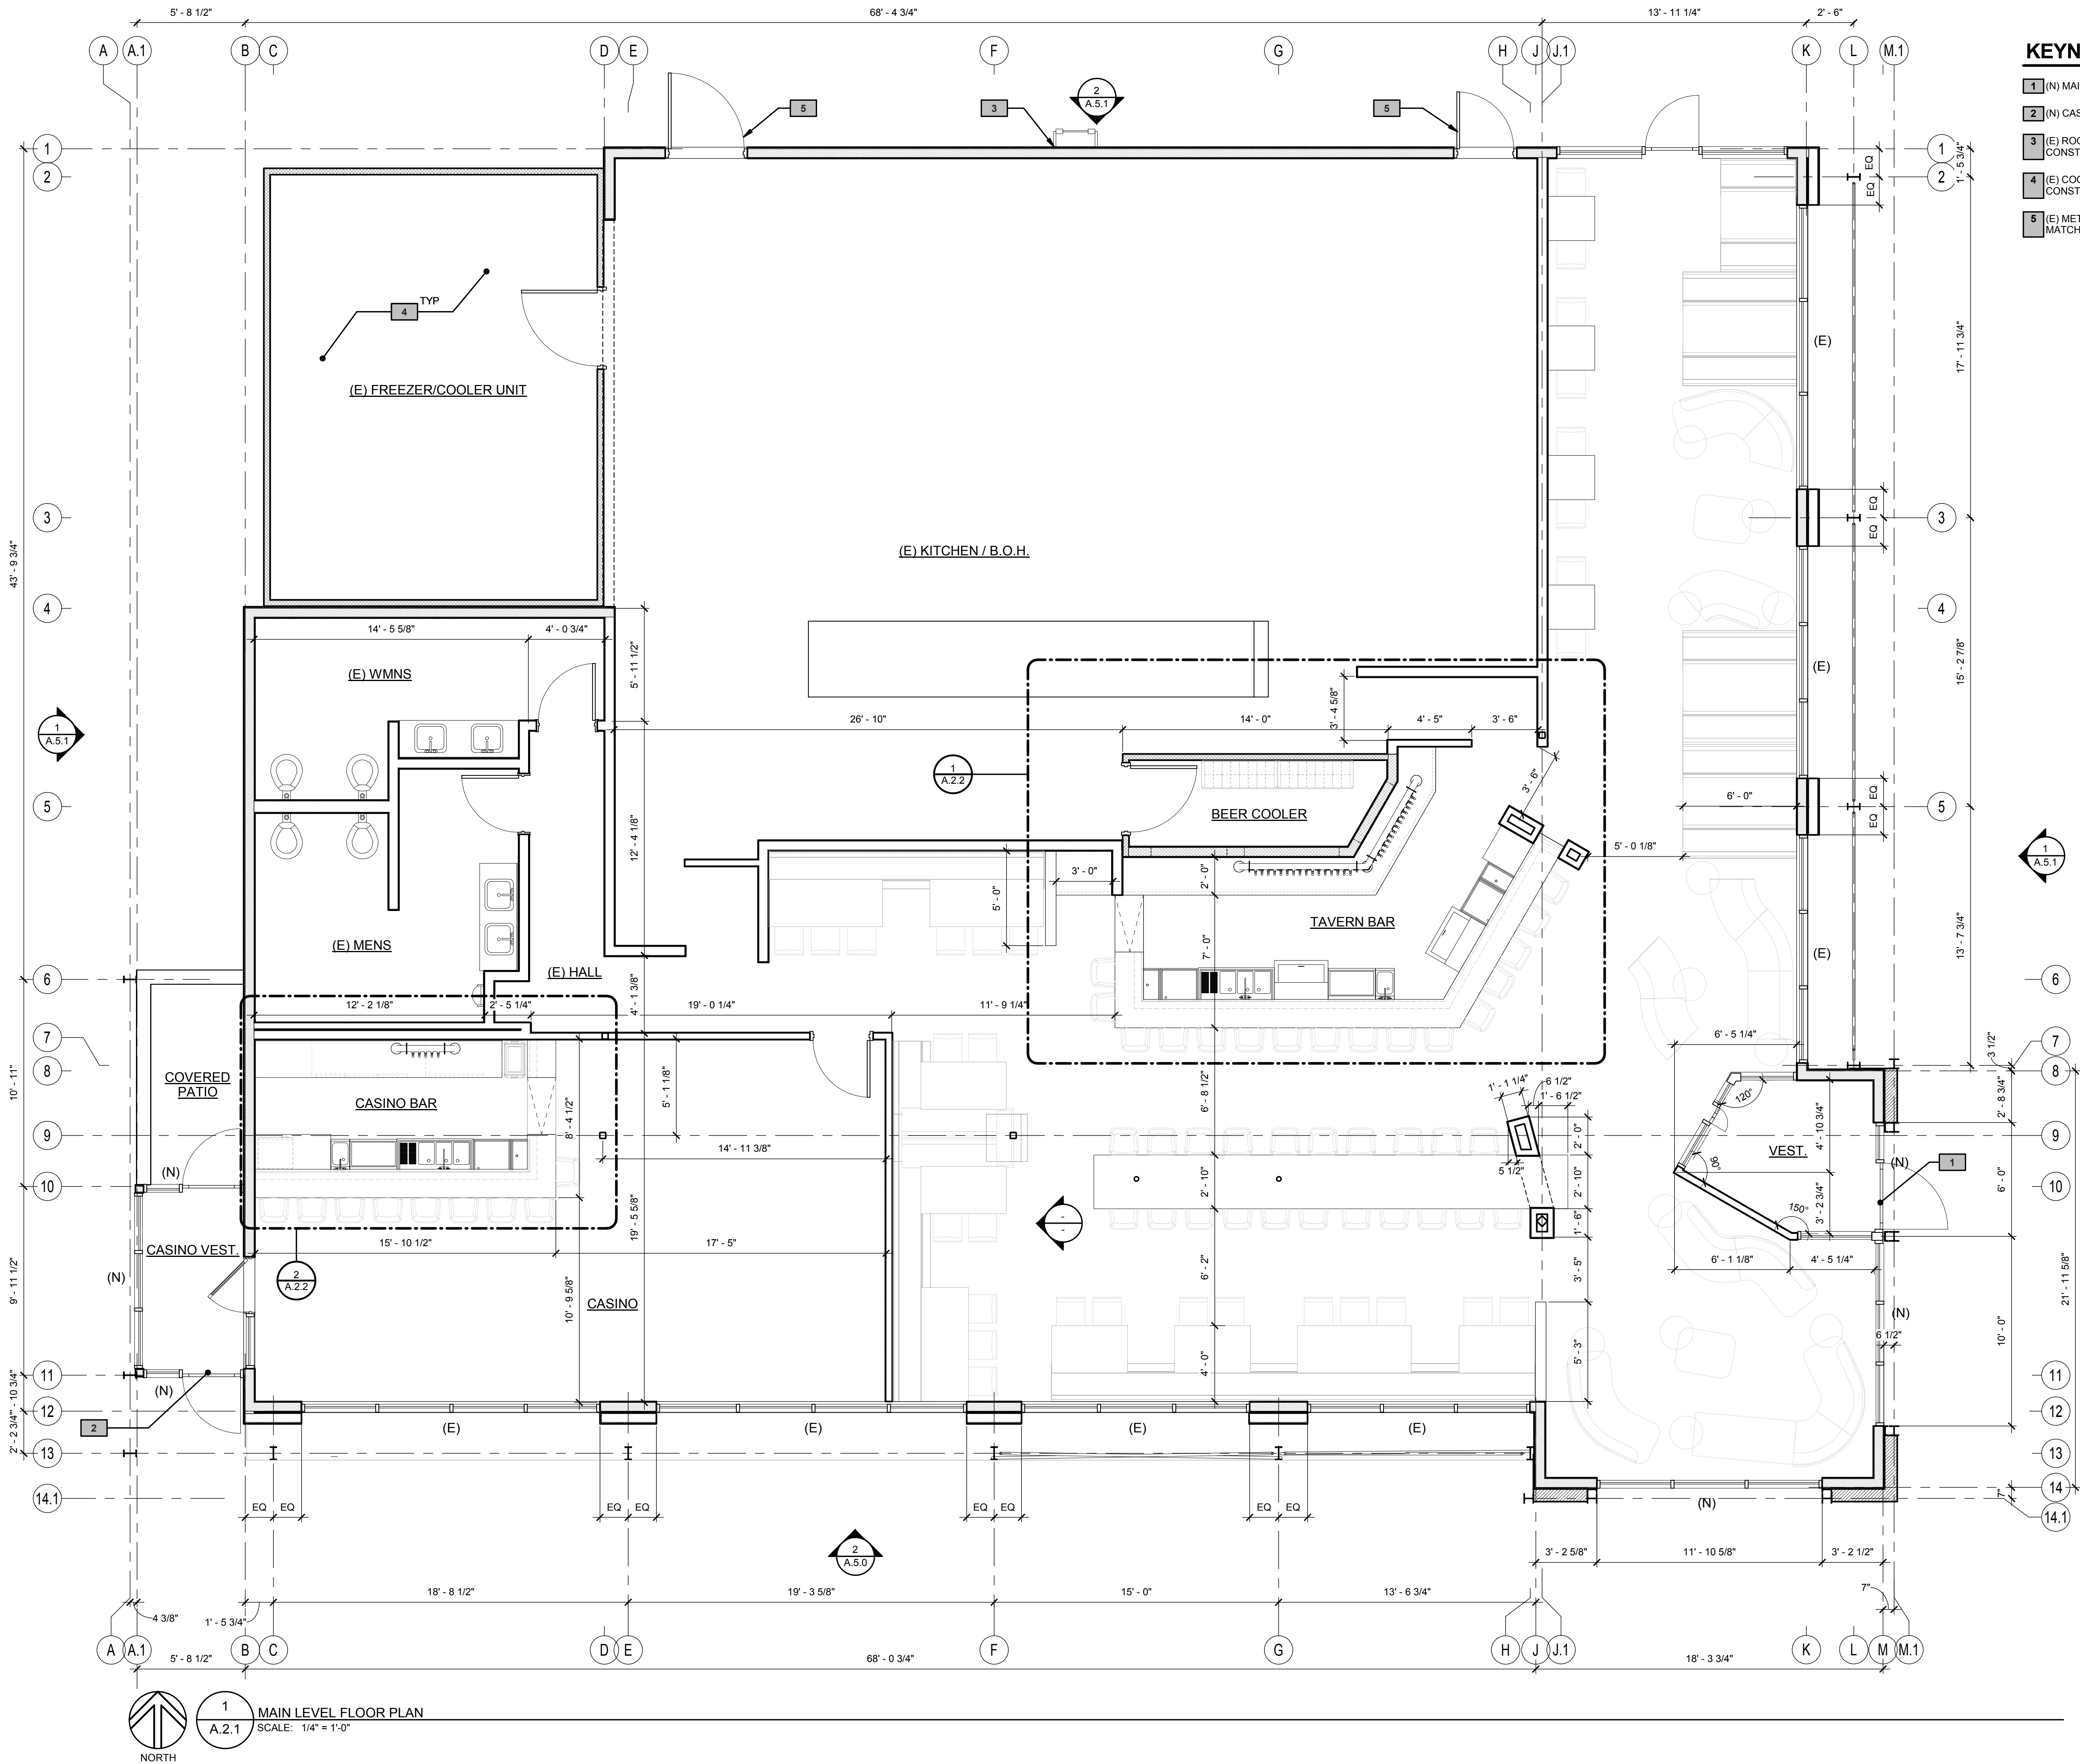 5' - 8 1/2"
68' - 4 3/4"
13' - 11 1/4"
2' - 6"
A
A.1
B
C
D
E
F
G
H
J
J.1
K
L
M.1
KEYN
1 (N) MAI
2 (N) CAS
3 (E) ROO
CONST
4 (E) COO
CONST
5 (E) MET
MATCH
5
3
2
A.5.1
5
1
2
1
2
EQ
EQ
1' - 5 3/4"
4
TYP
(E) FREEZER/COOLER UNIT
(E)
17' - 11 3/4"
3
3
EQ
EQ
43' - 9 3/4"
(E) KITCHEN / B.O.H.
4
4
14' - 5 5/8"
4' - 0 3/4"
5' - 11 1/2"
(E) WMNS
(E)
15' - 2 7/8"
1
A.5.1
26' - 10"
14' - 0"
3' - 4 5/8"
4' - 5"
3' - 6"
1
A.2.2
3' - 6"
5
5
EQ
EQ
6' - 0"
BEER COOLER
12' - 4 1/8"
5' - 0 1/8"
1
A.5.1
3' - 0"
5' - 0"
2' - 0"
TAVERN BAR
(E) MENS
7' - 0"
(E)
13' - 7 3/4"
6
6
(E) HALL
12' - 2 1/8"
2' - 5 1/4"
4' - 1 3/8"
19' - 0 1/4"
11' - 9 1/4"
7
7
8
8
6' - 5 1/4"
3 1/2"
COVERED
PATIO
CASINO BAR
10' - 11"
8' - 4 1/2"
5' - 1 1/8"
6' - 8 1/2"
1' - 1 1/4"
6 1/2"
1' - 6 1/2"
120°
4' - 10 3/4"
2' - 8 3/4"
9
9
14' - 11 3/8"
2' - 0"
VEST.
(N)
1
(N)
5 1/2"
90°
10
10
2' - 10"
2' - 10"
6' - 0"
150°
3' - 2 3/4"
1' - 6"
-
-
19' - 5 5/8"
CASINO VEST.
15' - 10 1/2"
17' - 5"
6' - 2"
3' - 5"
6' - 1 1/8"
4' - 5 1/4"
(N)
2
A.2.2
9' - 11 1/2"
10' - 9 5/8"
CASINO
(N)
21' - 11 5/8"
6 1/2"
10' - 0"
5' - 3"
4' - 0"
11
11
(N)
12
12
2
(E)
(E)
(E)
(E)
13
13
14.1
14
14.1
7"
(N)
EQ
EQ
EQ
EQ
EQ
EQ
EQ
EQ
2
A.5.0
3' - 2 5/8"
11' - 10 5/8"
3' - 2 1/2"
4 3/8"
1' - 5 3/4"
18' - 8 1/2"
19' - 3 5/8"
15' - 0"
13' - 6 3/4"
7"
A
A.1
B
C
D
E
F
G
H
J
J.1
K
L
M
M.1
5' - 8 1/2"
68' - 0 3/4"
18' - 3 3/4"
1
A.2.1
MAIN LEVEL FLOOR PLAN
SCALE: 1/4" = 1'-0"
NORTH